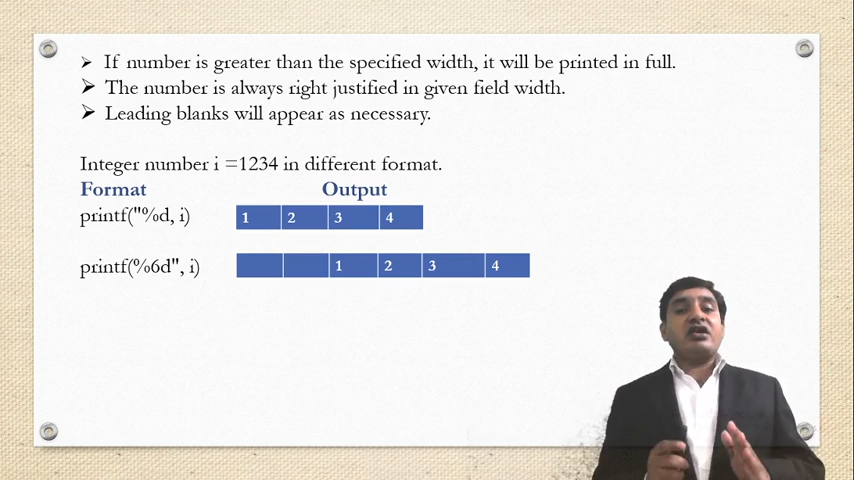 ➢ If number is greater than the specified width, it will be printed in full.
➢ The number is always right justified in given field width.
➢ Leading blanks will appear as necessary.
Integer number i =1234 in different format.
Format Output
printf("%d, i) 1 2 3 4
printf(%6d", i) 1 2 3 4